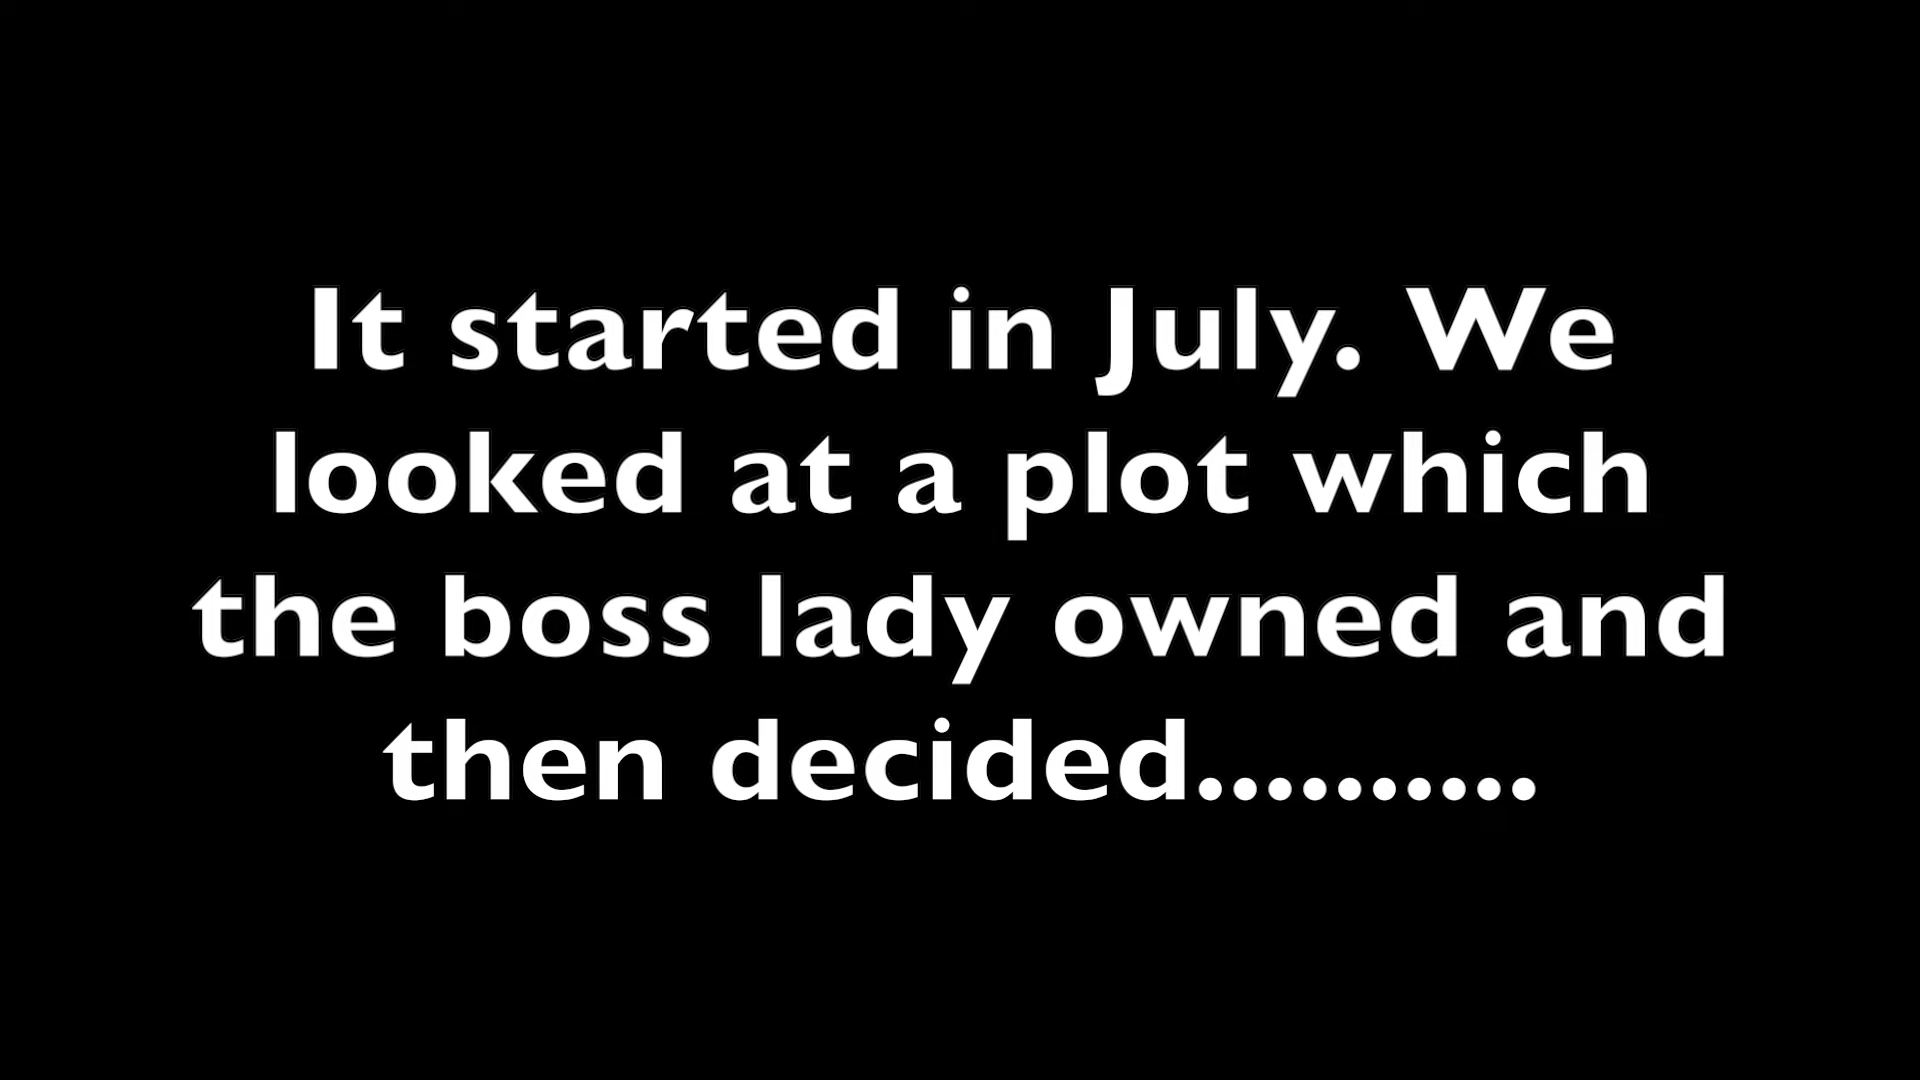 It started in July. We
looked at a plot which
the boss lady owned and
then decided..........